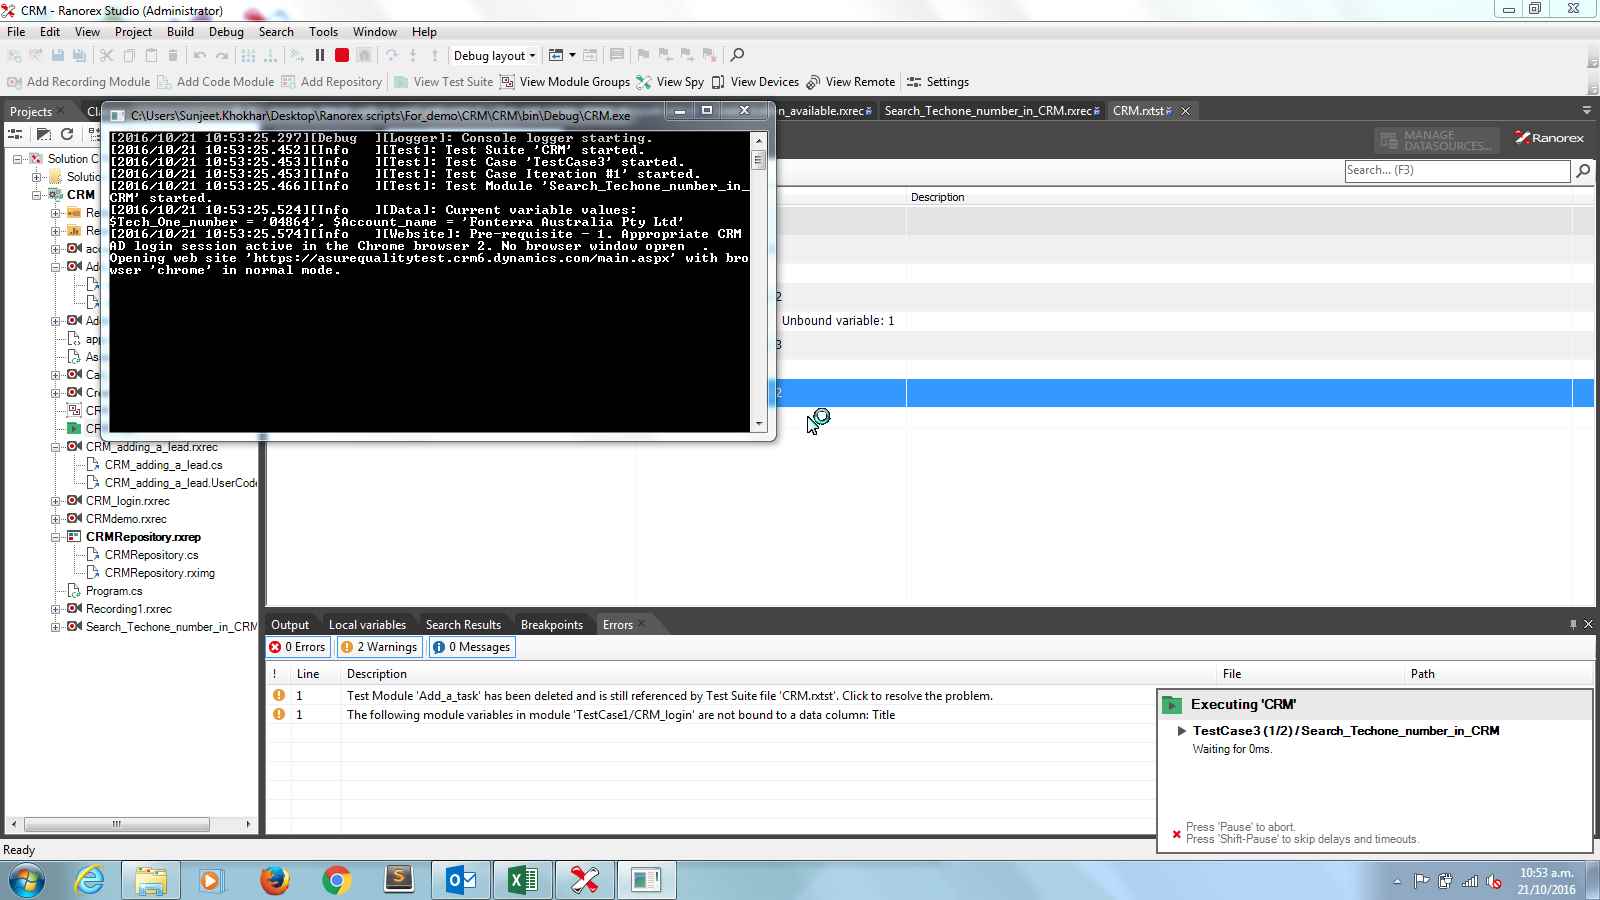 CRM - Ranorex Studio (Administrator)
File Edit View Project Build Debug Search Tools Window Help
Debug layout
Add Recording Module Add Code Module Add Repository View Test Suite View Module Groups View Spy View Devices View Remote Settings
Projects
n_available.rxrec Search_Techone_number_in_CRM.rxrec CRM.rxtst
C:\Users\Sunjeet.Khokhar\Desktop\Ranorex scripts\For_demo\CRM\CRM\bin\Debug\CRM.exe
[2016/10/21 10:53:25.297][Debug ][Logger]: Console logger starting.
[2016/10/21 10:53:25.452][Info ][Test]: Test Suite 'CRM' started.
[2016/10/21 10:53:25.453][Info ][Test]: Test Case 'TestCase3' started.
[2016/10/21 10:53:25.453][Info ][Test]: Test Case Iteration #1' started.
[2016/10/21 10:53:25.466][Info ][Test]: Test Module 'Search_Techone_number_in_
CRM' started.
[2016/10/21 10:53:25.524][Info ][Data]: Current variable values:
$Tech_One_number = '04864', $Account_name = 'Fonterra Australia Pty Ltd'
[2016/10/21 10:53:25.574][Info ][Website]: Pre-requisite - 1. Appropriate CRM
AD login session active in the Chrome browser 2. No browser window opren .
Opening web site 'https://asurequalitytest.crm6.dynamics.com/main.aspx' with bro
wser 'chrome' in normal mode.
MANAGE
DATASOURCES...
Ranorex
Search... (F3)
Description
2
Unbound variable: 1
3
2
Solution C
Solutio
CRM
Re
Re
ac
Ad
Ad
ap
As
Ca
Cr
CR
CR
CRM_adding_a_lead.rxrec
CRM_adding_a_lead.cs
CRM_adding_a_lead.UserCode
CRM_login.rxrec
CRMdemo.rxrec
CRMRepository.rxrep
CRMRepository.cs
CRMRepository.rximg
Program.cs
Recording1.rxrec
Search_Techone_number_in_CRM
Output Local variables Search Results Breakpoints Errors
0 Errors 2 Warnings 0 Messages
! Line Description File Path
1 Test Module 'Add_a_task' has been deleted and is still referenced by Test Suite file 'CRM.rxtst'. Click to resolve the problem.
1 The following module variables in module 'TestCase1/CRM_login' are not bound to a data column: Title
Executing 'CRM'
TestCase3 (1/2) / Search_Techone_number_in_CRM
Waiting for 0ms.
Press 'Pause' to abort.
Press 'Shift-Pause' to skip delays and timeouts.
Ready
10:53 a.m.
21/10/2016